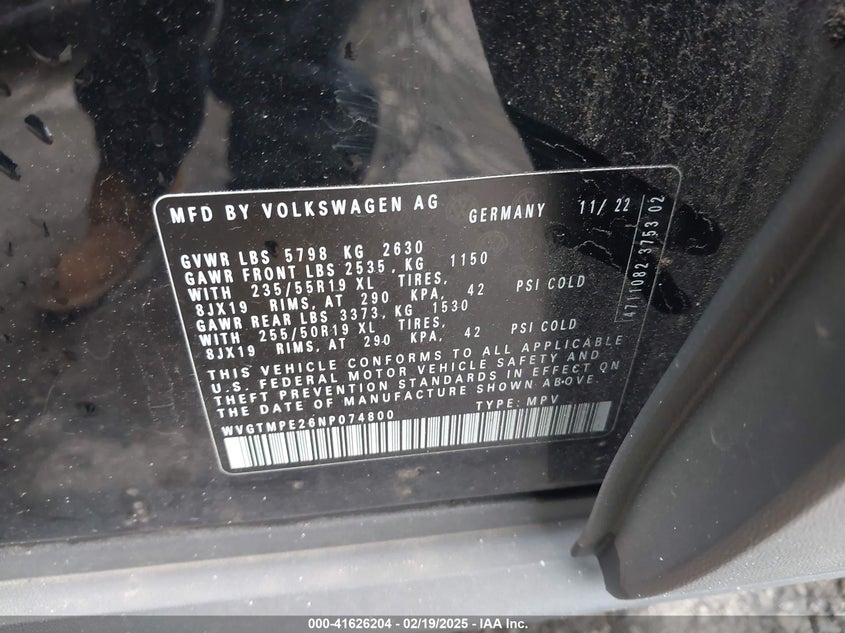 MFD BY VOLKSWAGEN AG GERMANY 11/22
GVWR LBS 5798 KG 2630
GAWR FRONT LBS 2535, KG 1150
WITH 235/55R19 XL TIRES,
8JX19 RIMS, AT 290 KPA, 42 PSI COLD
GAWR REAR LBS 3373, KG 1530
WITH 255/50R19 XL TIRES,
8JX19 RIMS, AT 290 KPA, 42 PSI COLD
THIS VEHICLE CONFORMS TO ALL APPLICABLE
U.S. FEDERAL MOTOR VEHICLE SAFETY AND
THEFT PREVENTION STANDARDS IN EFFECT ON
THE DATE OF MANUFACTURE SHOWN ABOVE.
WVGTMPE26NP074800 TYPE: MPV
4711082 3753 02
000-41626204 - 02/19/2025 - IAA Inc.